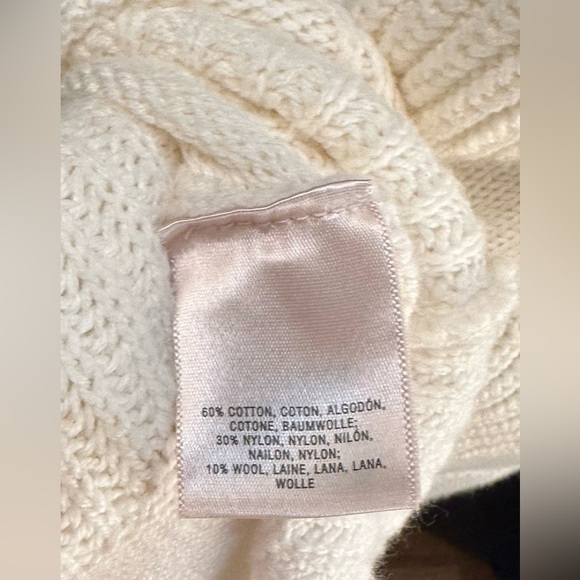 60% COTTON, COTON, ALGODÓN,
COTONE, BAUMWOLLE;
30% NYLON, NYLON, NILÓN,
NAILON, NYLON;
10% WOOL, LAINE, LANA, LANA,
WOLLE